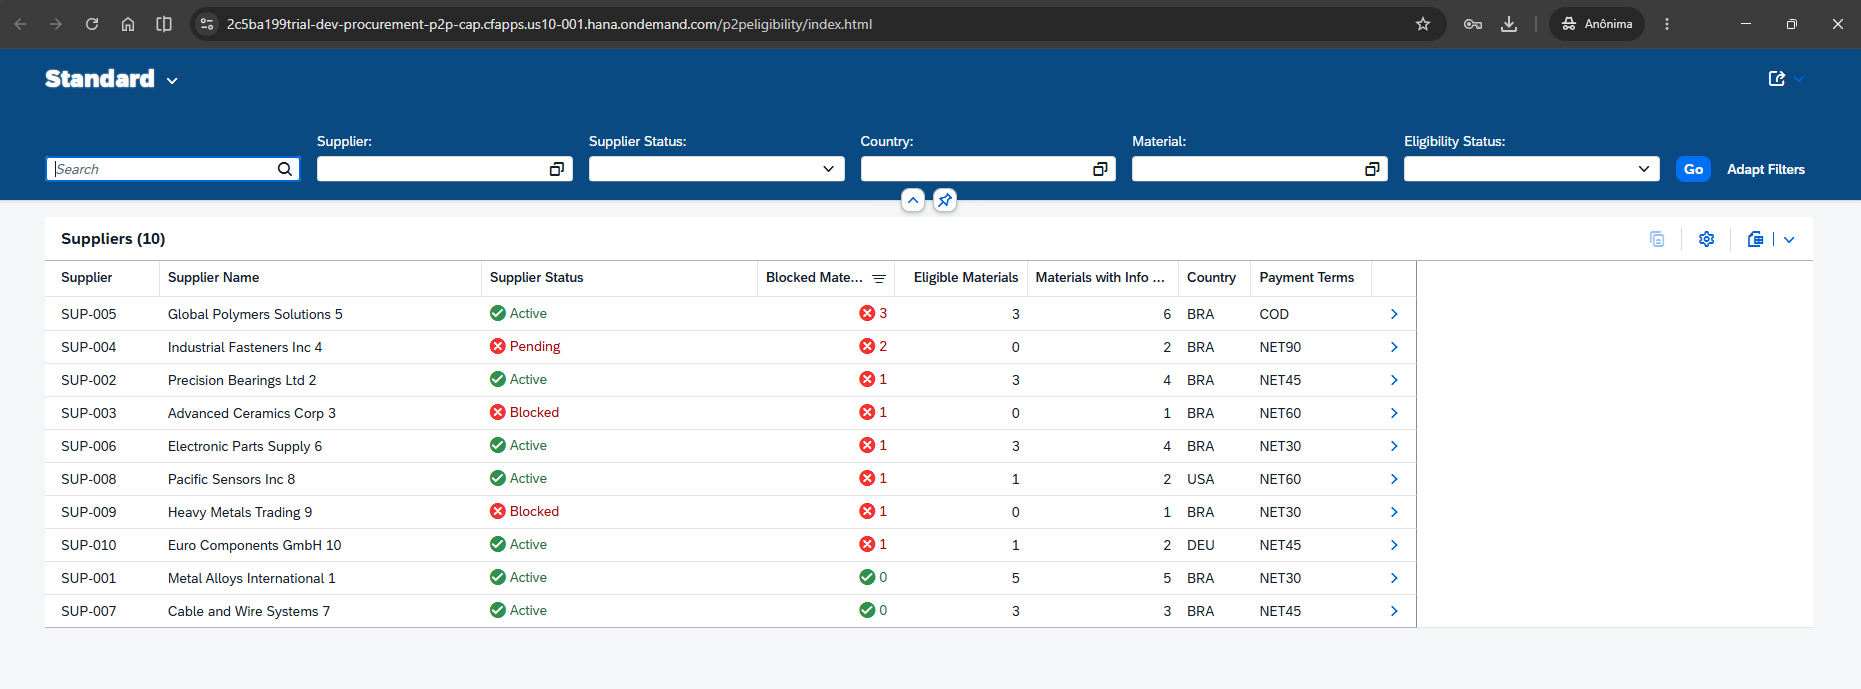 2c5ba199trial-dev-procurement-p2p-cap.cfapps.us10-001.hana.ondemand.com/p2peligibility/index.html
Anônima
Standard
Supplier: Supplier Status: Country: Material: Eligibility Status:
Search Go Adapt Filters
Suppliers (10)
Supplier Supplier Name Supplier Status Blocked Mate... Eligible Materials Materials with Info ... Country Payment Terms
SUP-005 Global Polymers Solutions 5 Active 3 3 6 BRA COD
SUP-004 Industrial Fasteners Inc 4 Pending 2 0 2 BRA NET90
SUP-002 Precision Bearings Ltd 2 Active 1 3 4 BRA NET45
SUP-003 Advanced Ceramics Corp 3 Blocked 1 0 1 BRA NET60
SUP-006 Electronic Parts Supply 6 Active 1 3 4 BRA NET30
SUP-008 Pacific Sensors Inc 8 Active 1 1 2 USA NET60
SUP-009 Heavy Metals Trading 9 Blocked 1 0 1 BRA NET30
SUP-010 Euro Components GmbH 10 Active 1 1 2 DEU NET45
SUP-001 Metal Alloys International 1 Active 0 5 5 BRA NET30
SUP-007 Cable and Wire Systems 7 Active 0 3 3 BRA NET45